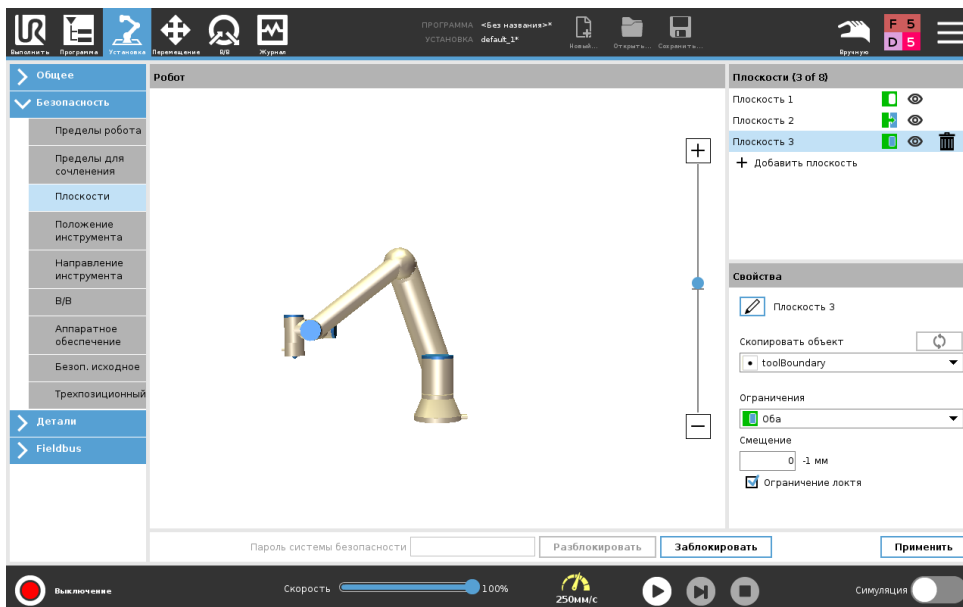 UR
Выполнить
Программа
Установка
Перемещение
В/В
Журнал
ПРОГРАММА <Без названия>*
УСТАНОВКА default_1*
Новый...
Открыть...
Сохранить...
Вручную
F 5
D 5
Общее
Безопасность
Пределы робота
Пределы для
сочленения
Плоскости
Положение
инструмента
Направление
инструмента
В/В
Аппаратное
обеспечение
Безоп. исходное
Трехпозиционный
Детали
Fieldbus
Робот
Плоскости (3 of 8)
Плоскость 1
Плоскость 2
Плоскость 3
Добавить плоскость
Свойства
Плоскость 3
Скопировать объект
toolBoundary
Ограничения
Оба
Смещение
0 -1 мм
Ограничение локтя
Пароль системы безопасности
Разблокировать
Заблокировать
Применить
Выключение
Скорость
100%
250мм/с
Симуляция